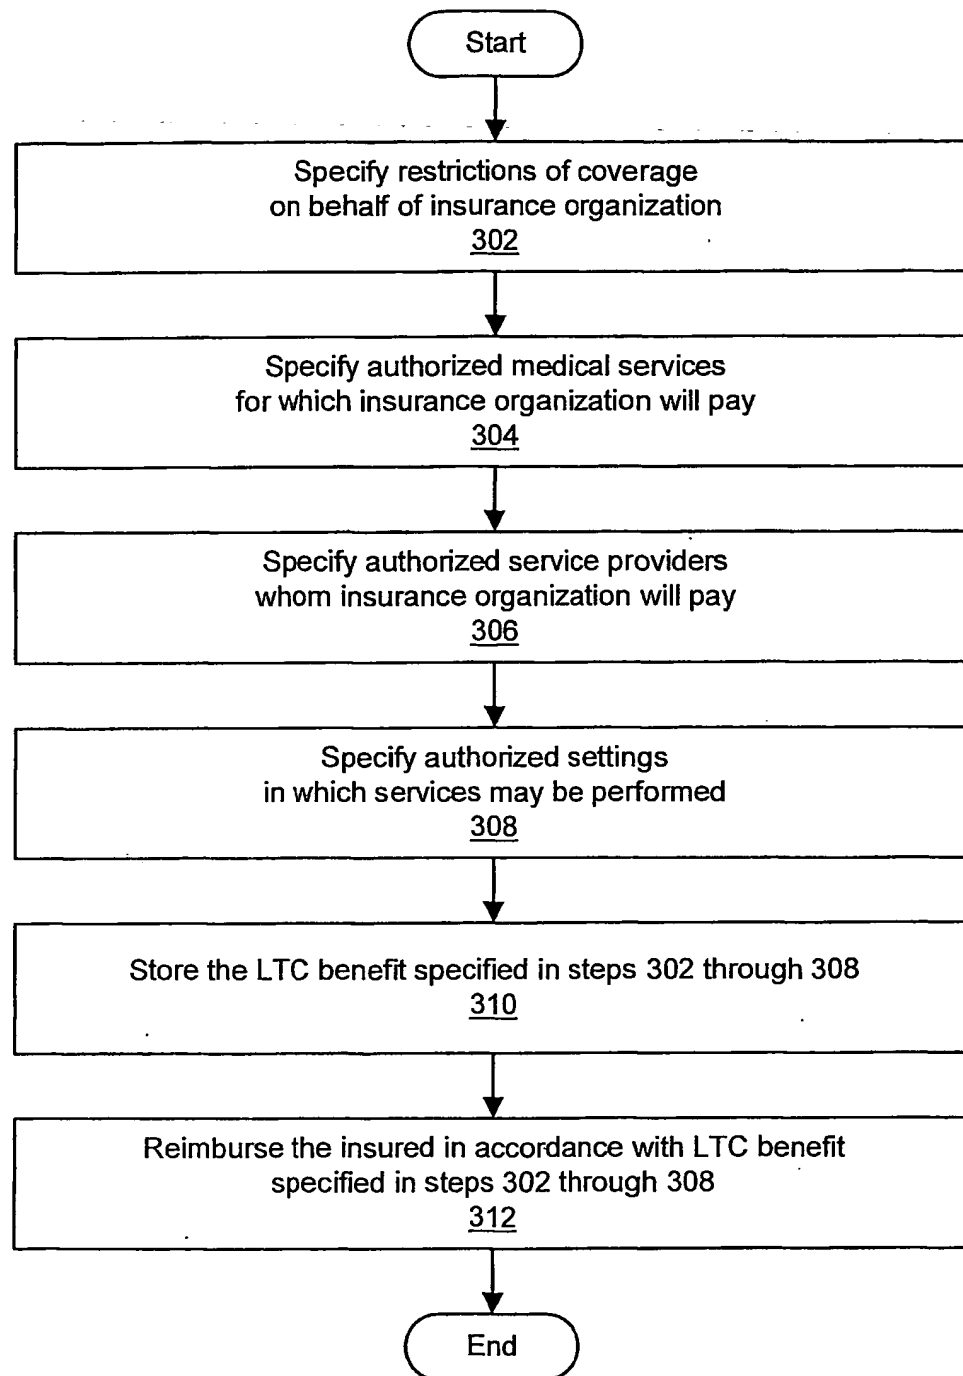 Start
Specify restrictions of coverage
on behalf of insurance organization
302
Specify authorized medical services
for which insurance organization will pay
304
Specify authorized service providers
whom insurance organization will pay
306
Specify authorized settings
in which services may be performed
308
Store the LTC benefit specified in steps 302 through 308
310
Reimburse the insured in accordance with LTC benefit
specified in steps 302 through 308
312
End